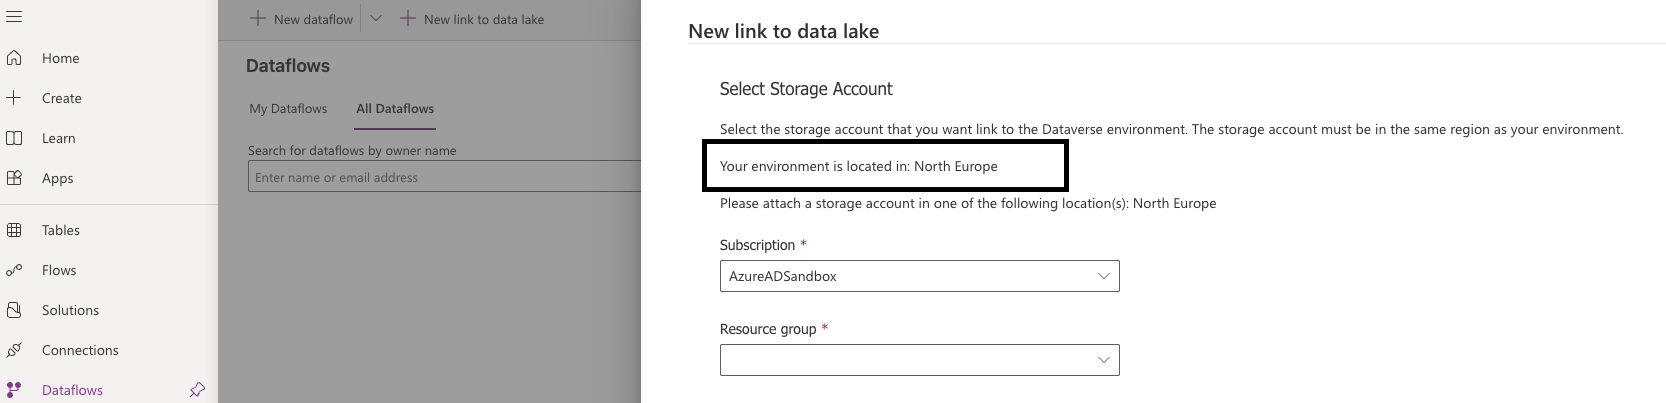 Home
Create
Learn
Apps
Tables
Flows
Solutions
Connections
Dataflows
New dataflow
New link to data lake
Dataflows
My Dataflows
All Dataflows
Search for dataflows by owner name
Enter name or email address
New link to data lake
Select Storage Account
Select the storage account that you want link to the Dataverse environment. The storage account must be in the same region as your environment.
Your environment is located in: North Europe
Please attach a storage account in one of the following location(s): North Europe
Subscription *
AzureADSandbox
Resource group *